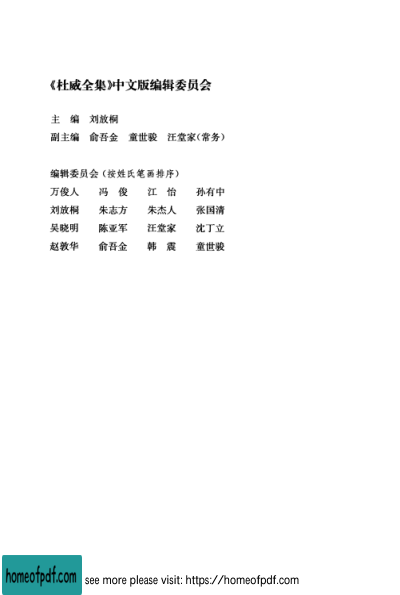 《杜威全集》中文版编辑委员会
主　编　刘放桐
副主编　俞吾金　童世骏　汪堂家(常务)
编辑委员会(按姓氏笔画排序)
万俊人　冯　俊　江　怡　孙有中
刘放桐　朱志方　朱杰人　张国清
吴晓明　陈亚军　汪堂家　沈丁立
赵敦华　俞吾金　韩　震　童世骏
homeofpdf.com see more please visit: https://homeofpdf.com